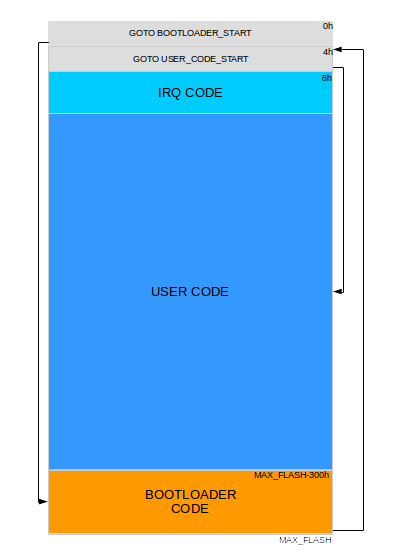 0h
GOTO BOOTLOADER_START
4h
GOTO USER_CODE_START
8h
IRQ CODE
USER CODE
MAX_FLASH-300h
BOOTLOADER
CODE
MAX_FLASH